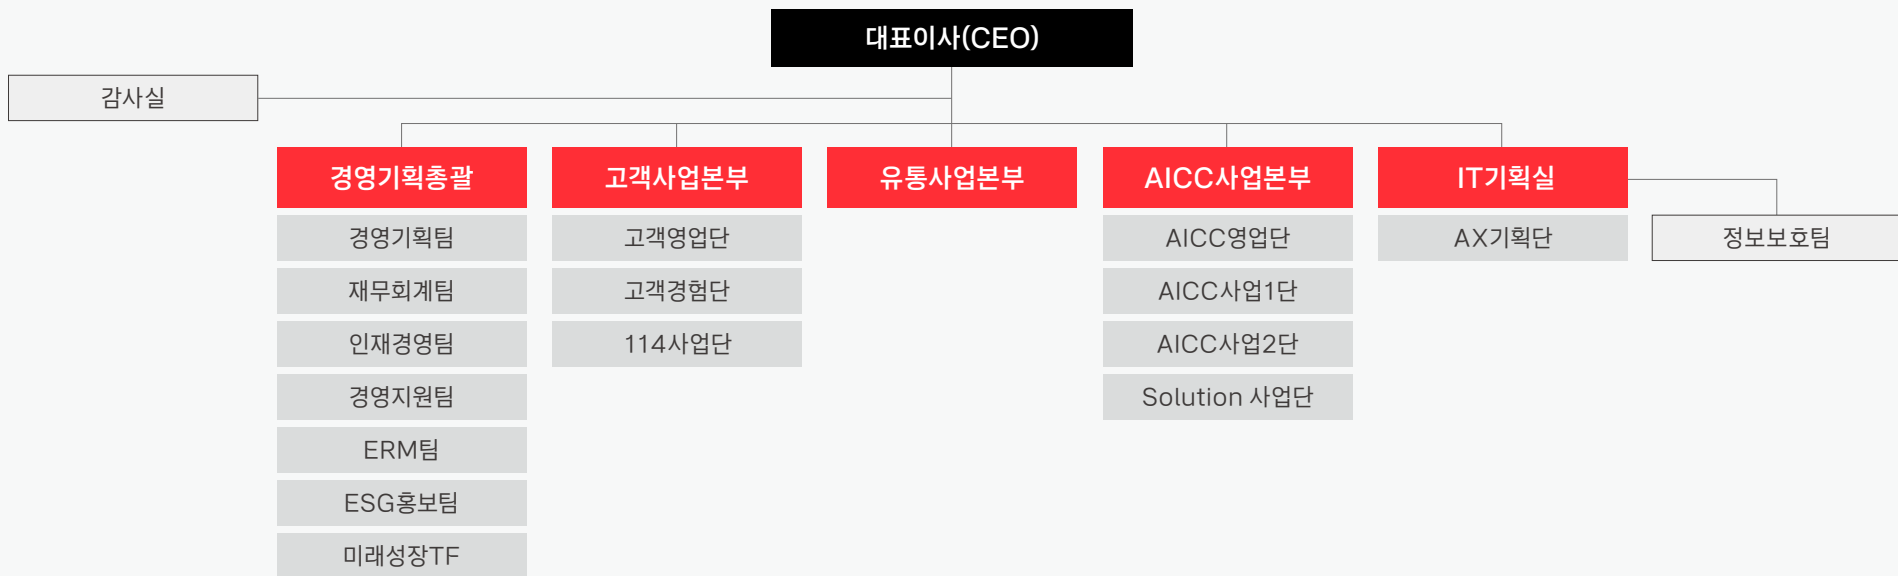 대표이사(CEO)
감사실
경영기획총괄
경영기획팀
재무회계팀
인재경영팀
경영지원팀
ERM팀
ESG홍보팀
미래성장TF
고객사업본부
고객영업단
고객경험단
114사업단
유통사업본부
AICC사업본부
AICC영업단
AICC사업1단
AICC사업2단
Solution 사업단
IT기획실
AX기획단
정보보호팀